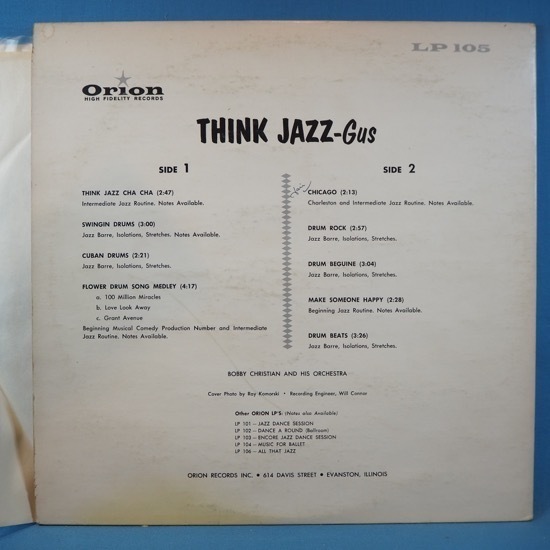 LP 105
Orion
HIGH FIDELITY RECORDS
THINK JAZZ-Gus
SIDE 1
THINK JAZZ CHA CHA (2:47)
Intermediate Jazz Routine. Notes Available.
SWINGIN DRUMS (3:00)
Jazz Barre, Isolations, Stretches. Notes Available.
CUBAN DRUMS (2:21)
Jazz Barre, Isolations, Stretches.
FLOWER DRUM SONG MEDLEY (4:17)
a. 100 Million Miracles
b. Love Look Away
c. Grant Avenue
Beginning Musical Comedy Production Number and Intermediate
Jazz Routine. Notes Available.
SIDE 2
CHICAGO (2:13)
Charleston and Intermediate Jazz Routine. Notes Available.
DRUM ROCK (2:57)
Jazz Barre, Isolations, Stretches.
DRUM BEGUINE (3:04)
Jazz Barre, Isolations, Stretches.
MAKE SOMEONE HAPPY (2:28)
Beginning Jazz Routine. Notes Available.
DRUM BEATS (3:26)
Jazz Barre, Isolations, Stretches.
BOBBY CHRISTIAN AND HIS ORCHESTRA
Cover Photo by Ray Komorski • Recording Engineer, Will Connor
Other ORION LP'S: (Notes also Available)
LP 101 — JAZZ DANCE SESSION
LP 102 — DANCE A ROUND (Ballroom)
LP 103 — ENCORE JAZZ DANCE SESSION
LP 104 — MUSIC FOR BALLET
LP 106 — ALL THAT JAZZ
ORION RECORDS INC. • 614 DAVIS STREET • EVANSTON, ILLINOIS